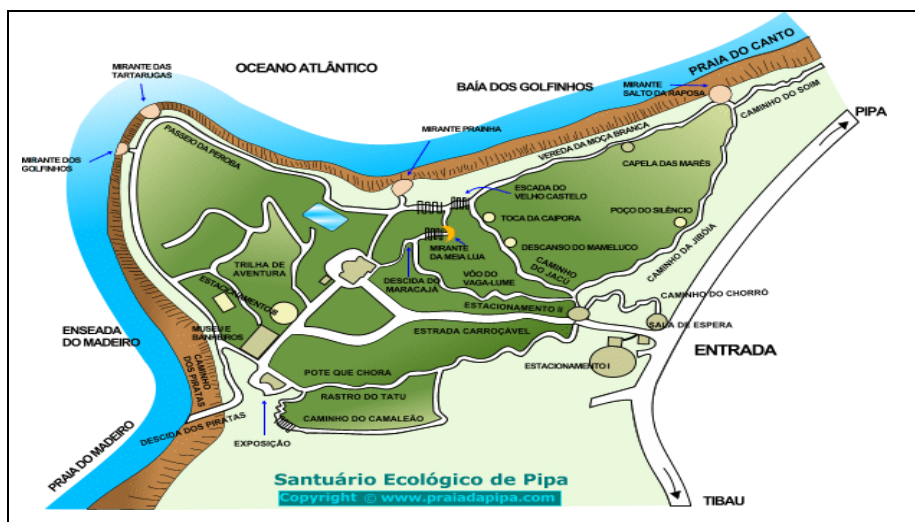 MIRANTE DAS
TARTARUGAS
OCEANO ATLÂNTICO
BAÍA DOS GOLFINHOS
PRAIA DO CANTO
MIRANTE
SALTO DA RAPOSA
CAMINHO DO SOIM
PIPA
MIRANTE PRAINHA
PASSEIO DA PEROBA
VEREDA DA MOÇA BRANCA
MIRANTE DOS
GOLFINHOS
CAPELA DAS MARÉS
ESCADA DO
VELHO CASTELO
TOCA DA CAIPORA
POÇO DO SILÊNCIO
MIRANTE
DA MEIA LUA
DESCANSO DO MAMELUCO
CAMINHO DA JIBÓIA
TRILHA DE
AVENTURA
DESCIDA DO
MARACAJÁ
VÔO DO
VAGA-LUME
CAMINHO
DO JACÚ
CAMINHO DO CHORRÓ
ESTACIONAMENTO III
ESTACIONAMENTO II
ENSEADA
DO MADEIRO
MUSEU E
BANHEIROS
ESTRADA CARROÇÁVEL
SALA DE ESPERA
ENTRADA
CAMINHO
DOS PIRATAS
POTE QUE CHORA
ESTACIONAMENTO I
RASTRO DO TATU
DESCIDA DOS PIRATAS
CAMINHO DO CAMALEÃO
EXPOSIÇÃO
PRAIA DO MADEIRO
Santuário Ecológico de Pipa
Copyright © www.praiadapipa.com
TIBAU